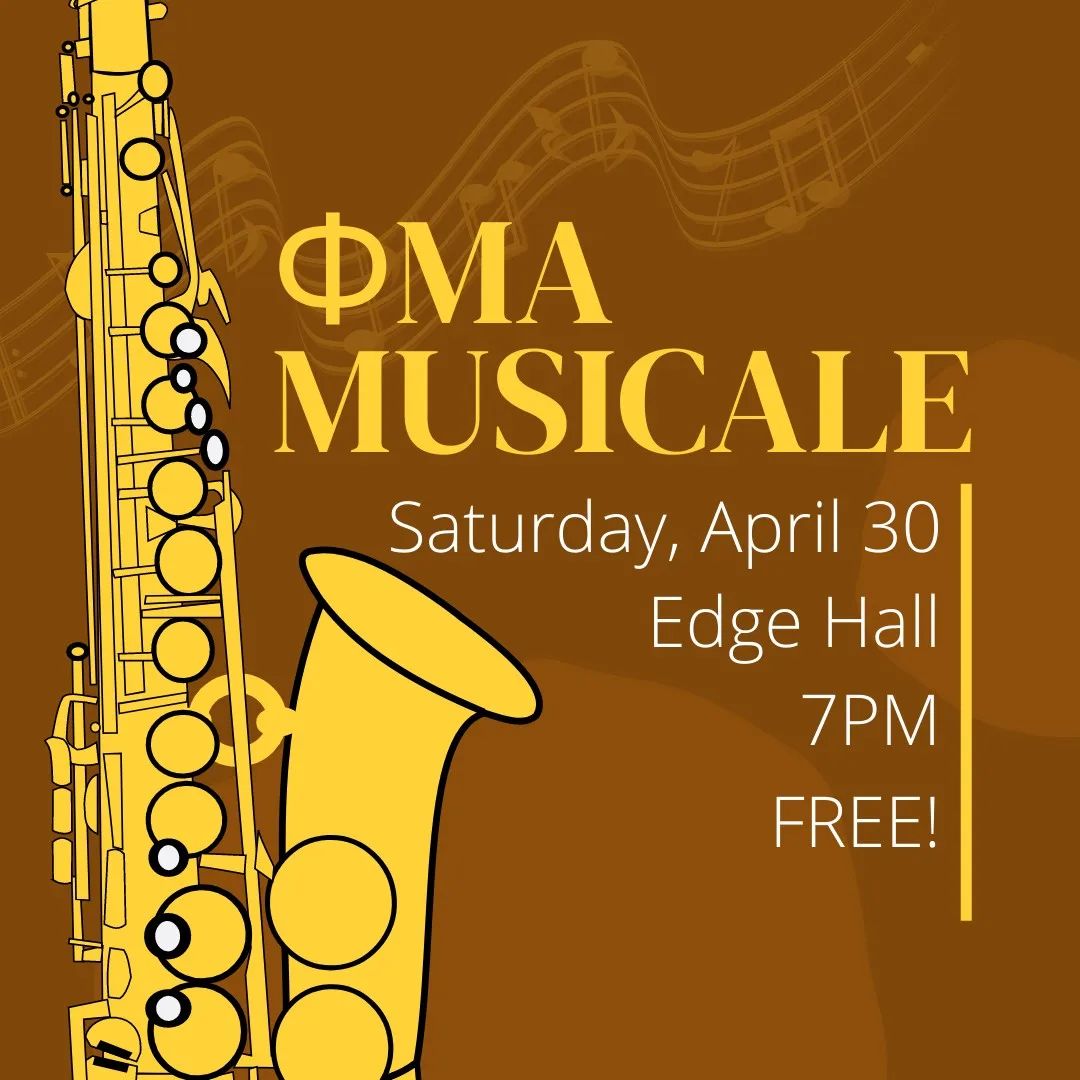 ΦΜΑ
MUSICALE
Saturday, April 30
Edge Hall
7PM
FREE!